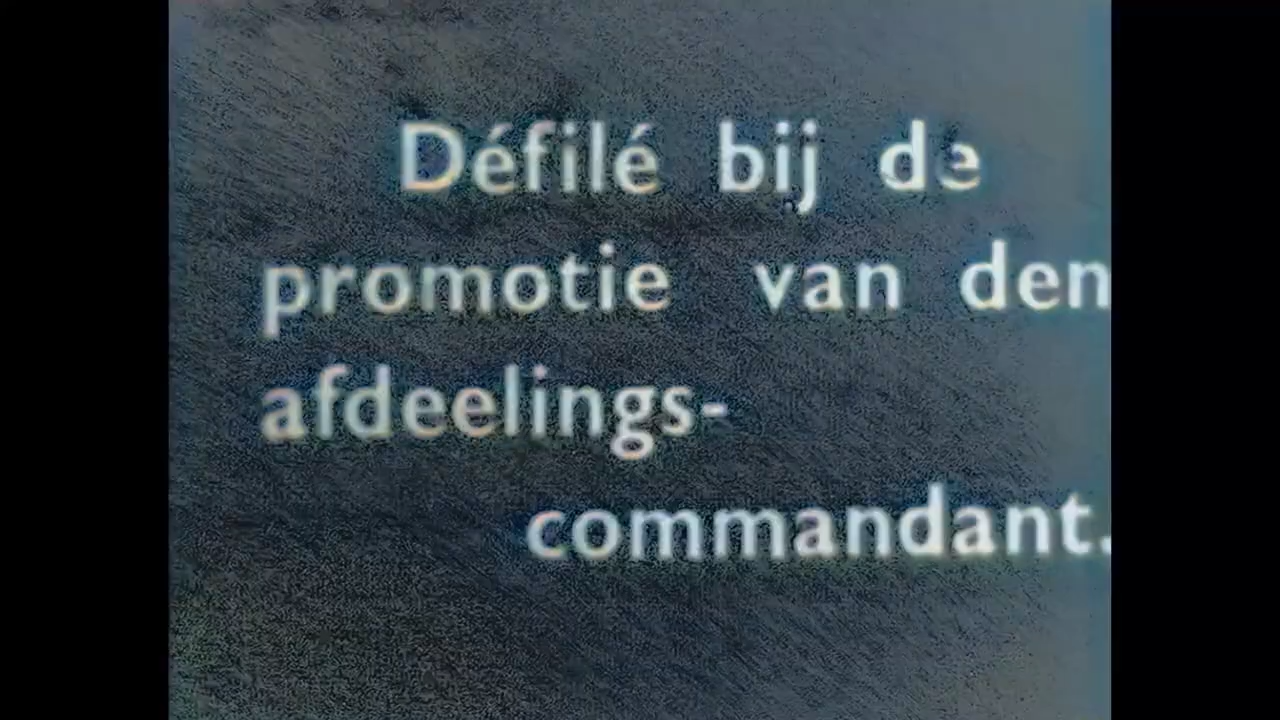 Défilé bij de
promotie van den
afdeelings-
commandant.